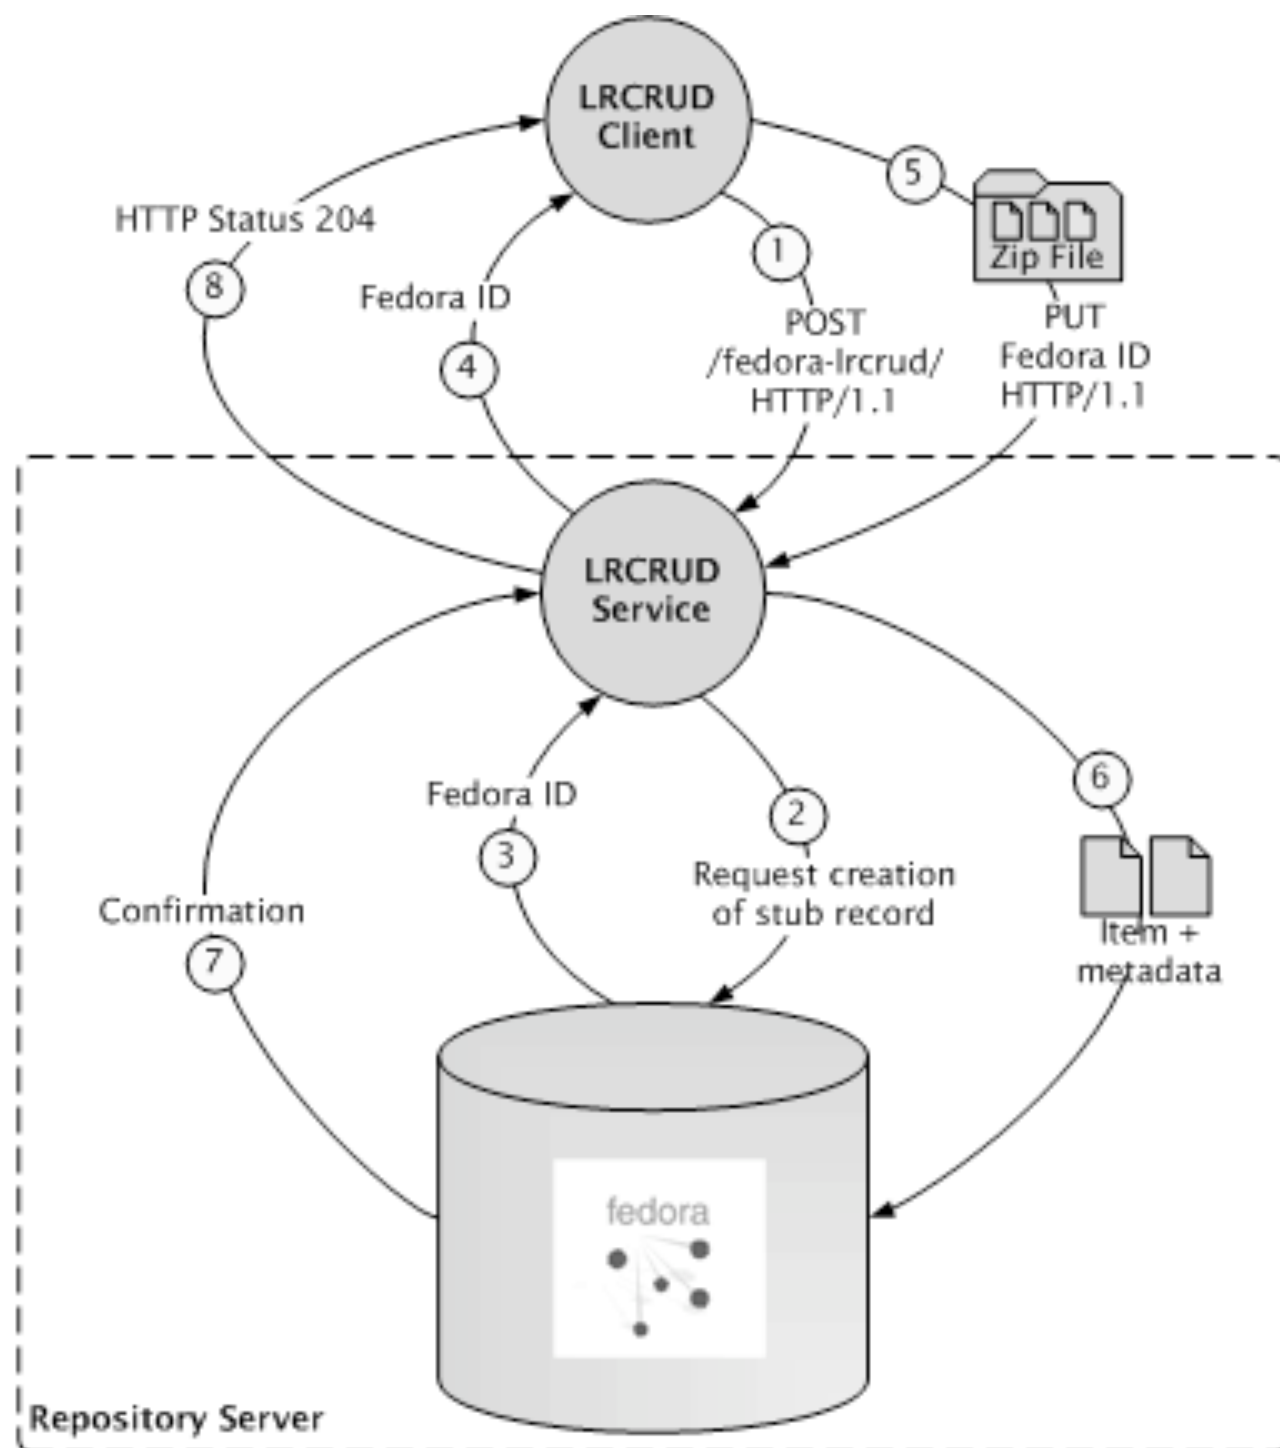 LRCRUD
Client
5
Zip File
1
HTTP Status 204
8
Fedora ID
4
POST
/fedora-lrcrud/
HTTP/1.1
PUT
Fedora ID
HTTP/1.1
LRCRUD
Service
6
Fedora ID
3
2
Request creation
of stub record
Item +
metadata
Confirmation
7
fedora
Repository Server